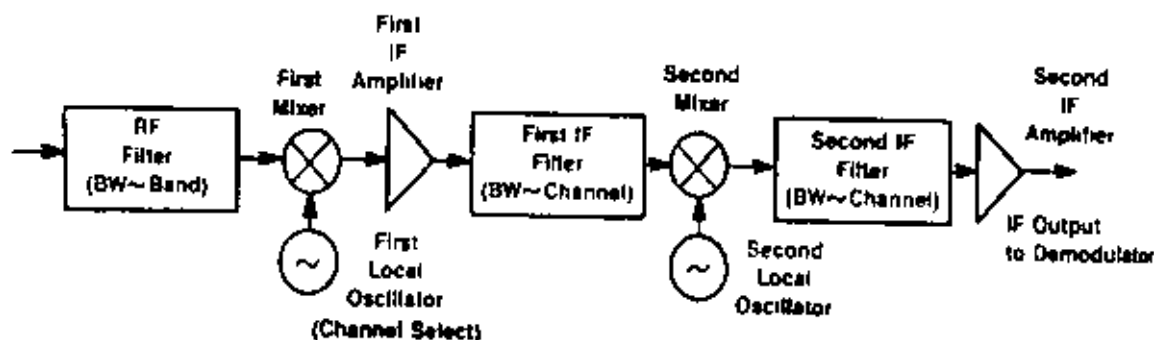 First
IF
Amplifier
First
Mixer
Second
Mixer
Second
IF
Amplifier
RF
Filter
(BW~Band)
First IF
Filter
(BW~Channel)
Second IF
Filter
(BW~Channel)
~
First
Local
Oscillator
(Channel Select)
~
Second
Local
Oscillator
IF Output
to Demodulator